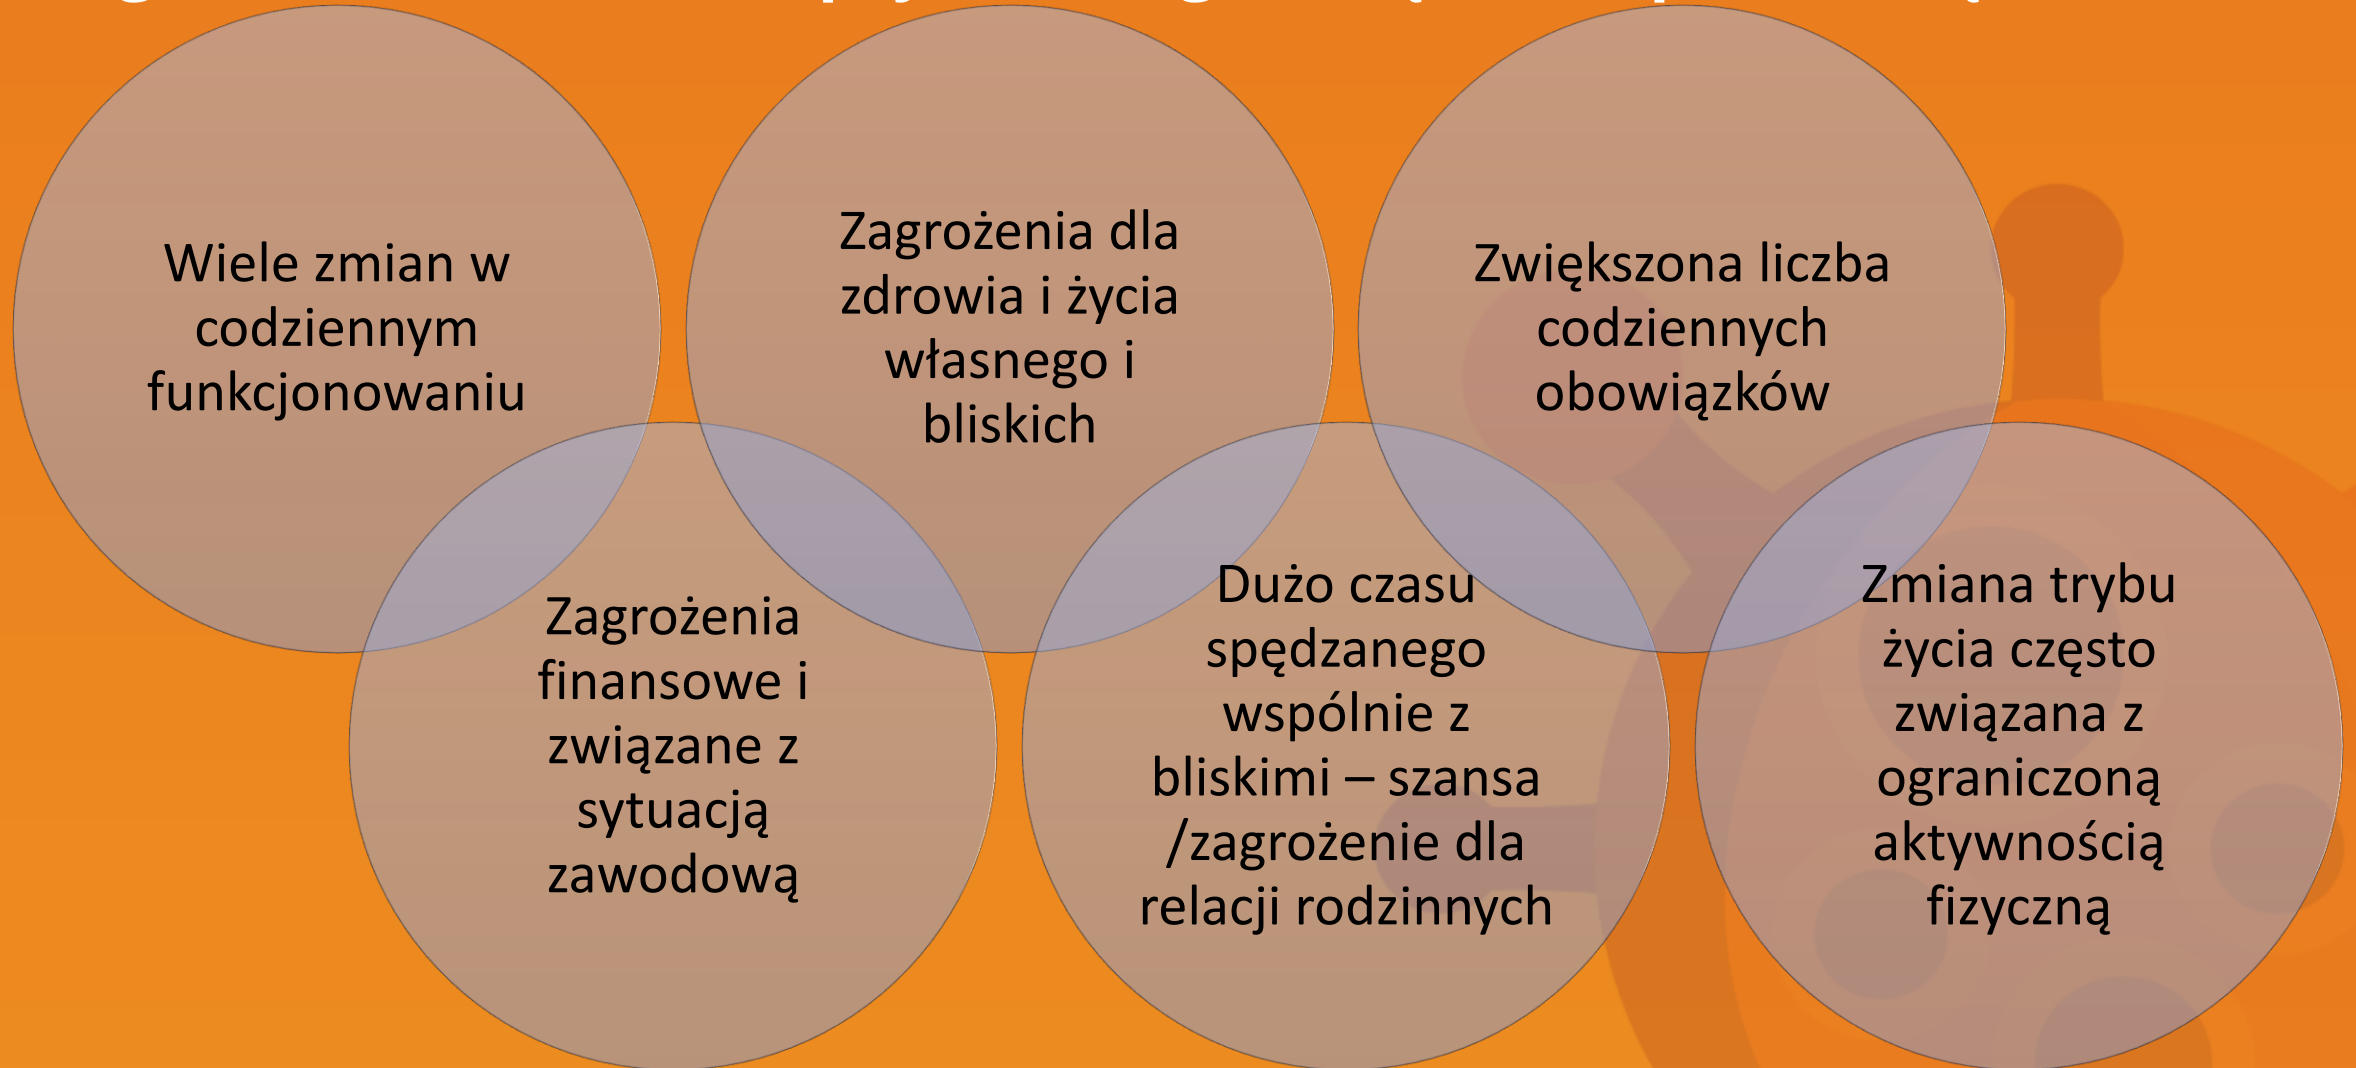 Wiele zmian w
codziennym
funkcjonowaniu
Zagrożenia
finansowe i
związane z
sytuacją
zawodową
Zagrożenia dla
zdrowia i życia
własnego i
bliskich
Dużo czasu
spędzanego
wspólnie z
bliskimi – szansa
/zagrożenie dla
relacji rodzinnych
Zwiększona liczba
codziennych
obowiązków
Zmiana trybu
życia często
związana z
ograniczoną
aktywnością
fizyczną